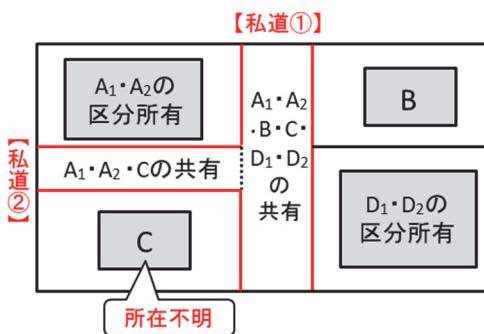 【私道①】
A₁・A₂の
区分所有
A₁・A₂
・B・C・
D₁・D₂
の
共有
B
【私道②】
A₁・A₂・Cの共有
D₁・D₂の
区分所有
C
所在不明